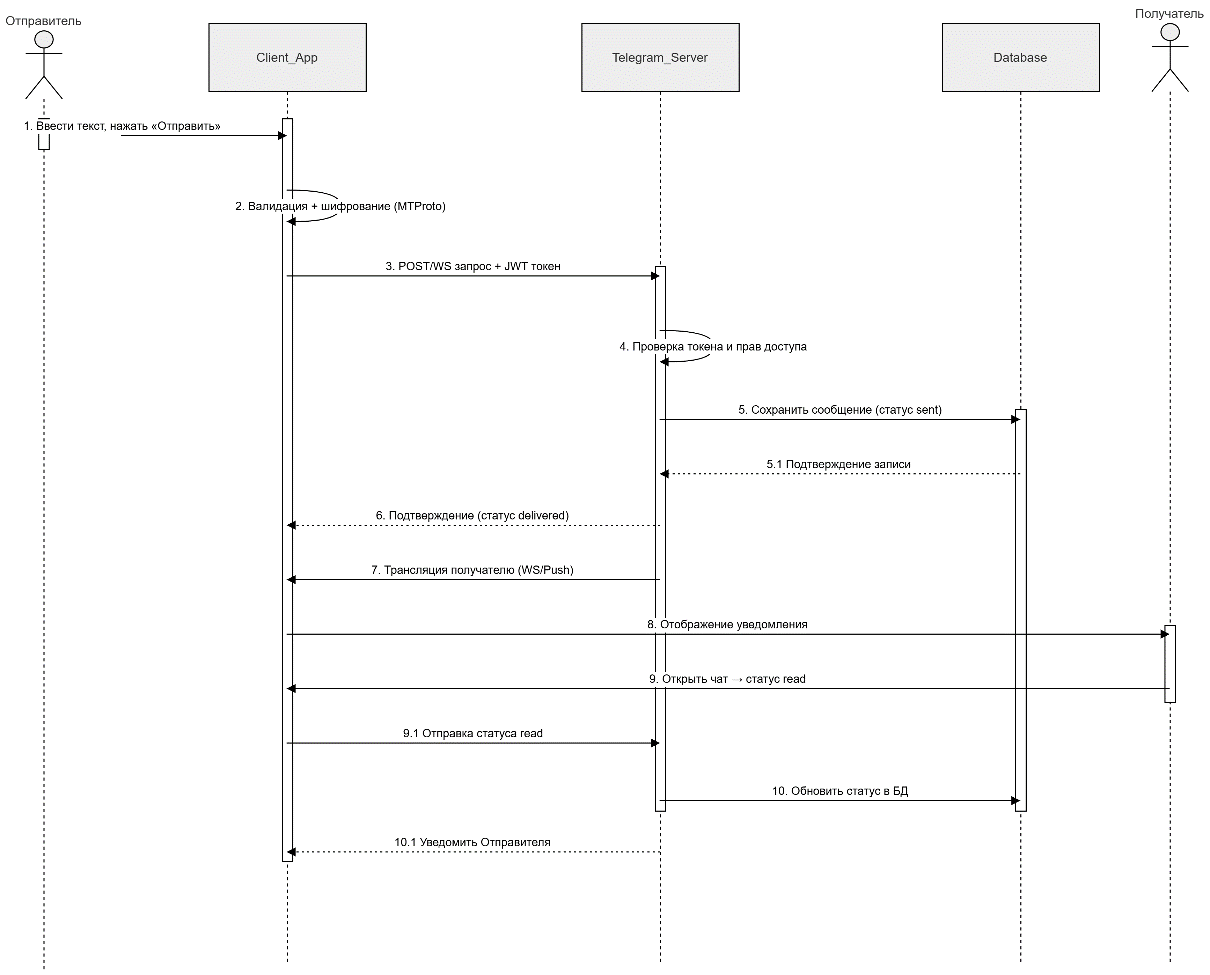 Отправитель
Получатель
Client_App
Telegram_Server
Database
1. Ввести текст, нажать «Отправить»
2. Валидация + шифрование (MTProto)
3. POST/WS запрос + JWT токен
4. Проверка токена и прав доступа
5. Сохранить сообщение (статус sent)
5.1 Подтверждение записи
6. Подтверждение (статус delivered)
7. Трансляция получателю (WS/Push)
8. Отображение уведомления
9. Открыть чат → статус read
9.1 Отправка статуса read
10. Обновить статус в БД
10.1 Уведомить Отправителя